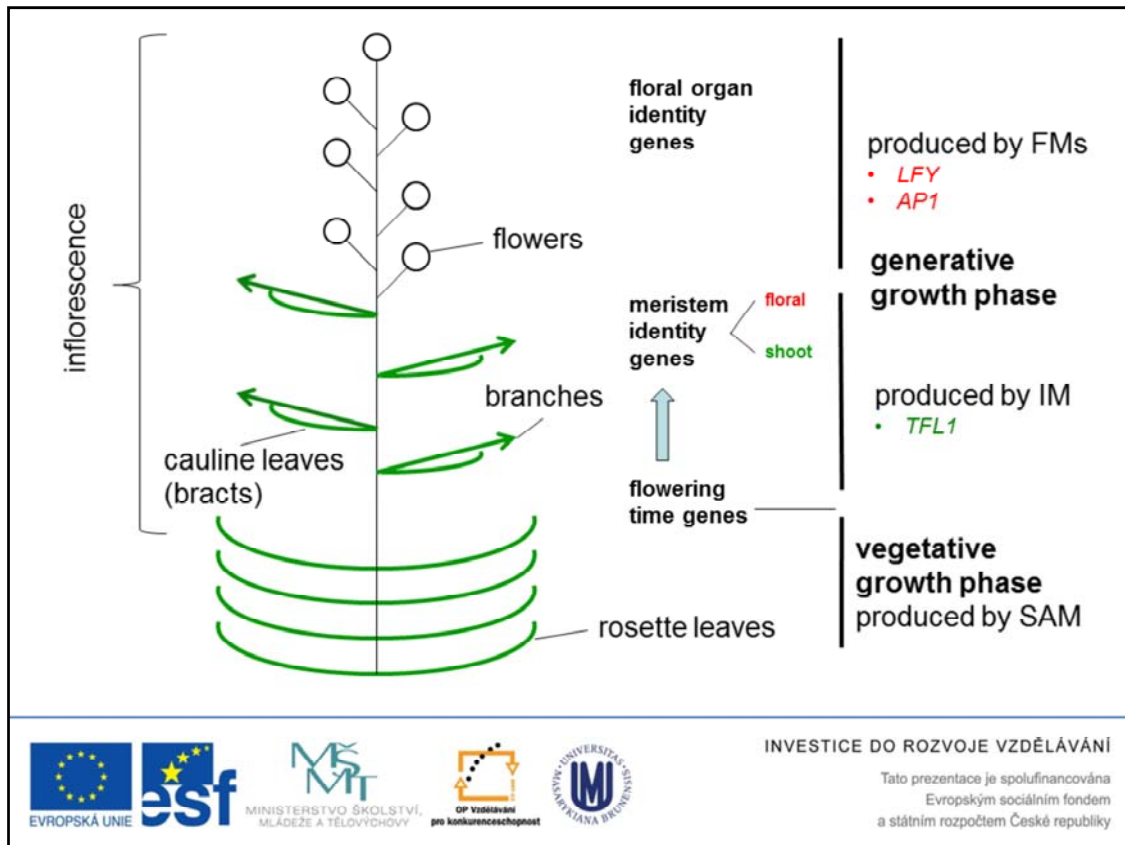 inflorescence
flowers
branches
cauline leaves
(bracts)
rosette leaves
floral organ
identity
genes
meristem
identity
genes
floral
shoot
flowering
time genes
produced by FMs
• LFY
• AP1
generative
growth phase
produced by IM
• TFL1
vegetative
growth phase
produced by SAM
EVROPSKÁ UNIE
esf
MŠMT
MINISTERSTVO ŠKOLSTVÍ,
MLÁDEŽE A TĚLOVÝCHOVY
OP Vzdělávání
pro konkurenceschopnost
UNIVERSITAS
MASARYKIANA BRUNENSIS
INVESTICE DO ROZVOJE VZDĚLÁVÁNÍ
Tato prezentace je spolufinancována
Evropským sociálním fondem
a státním rozpočtem České republiky